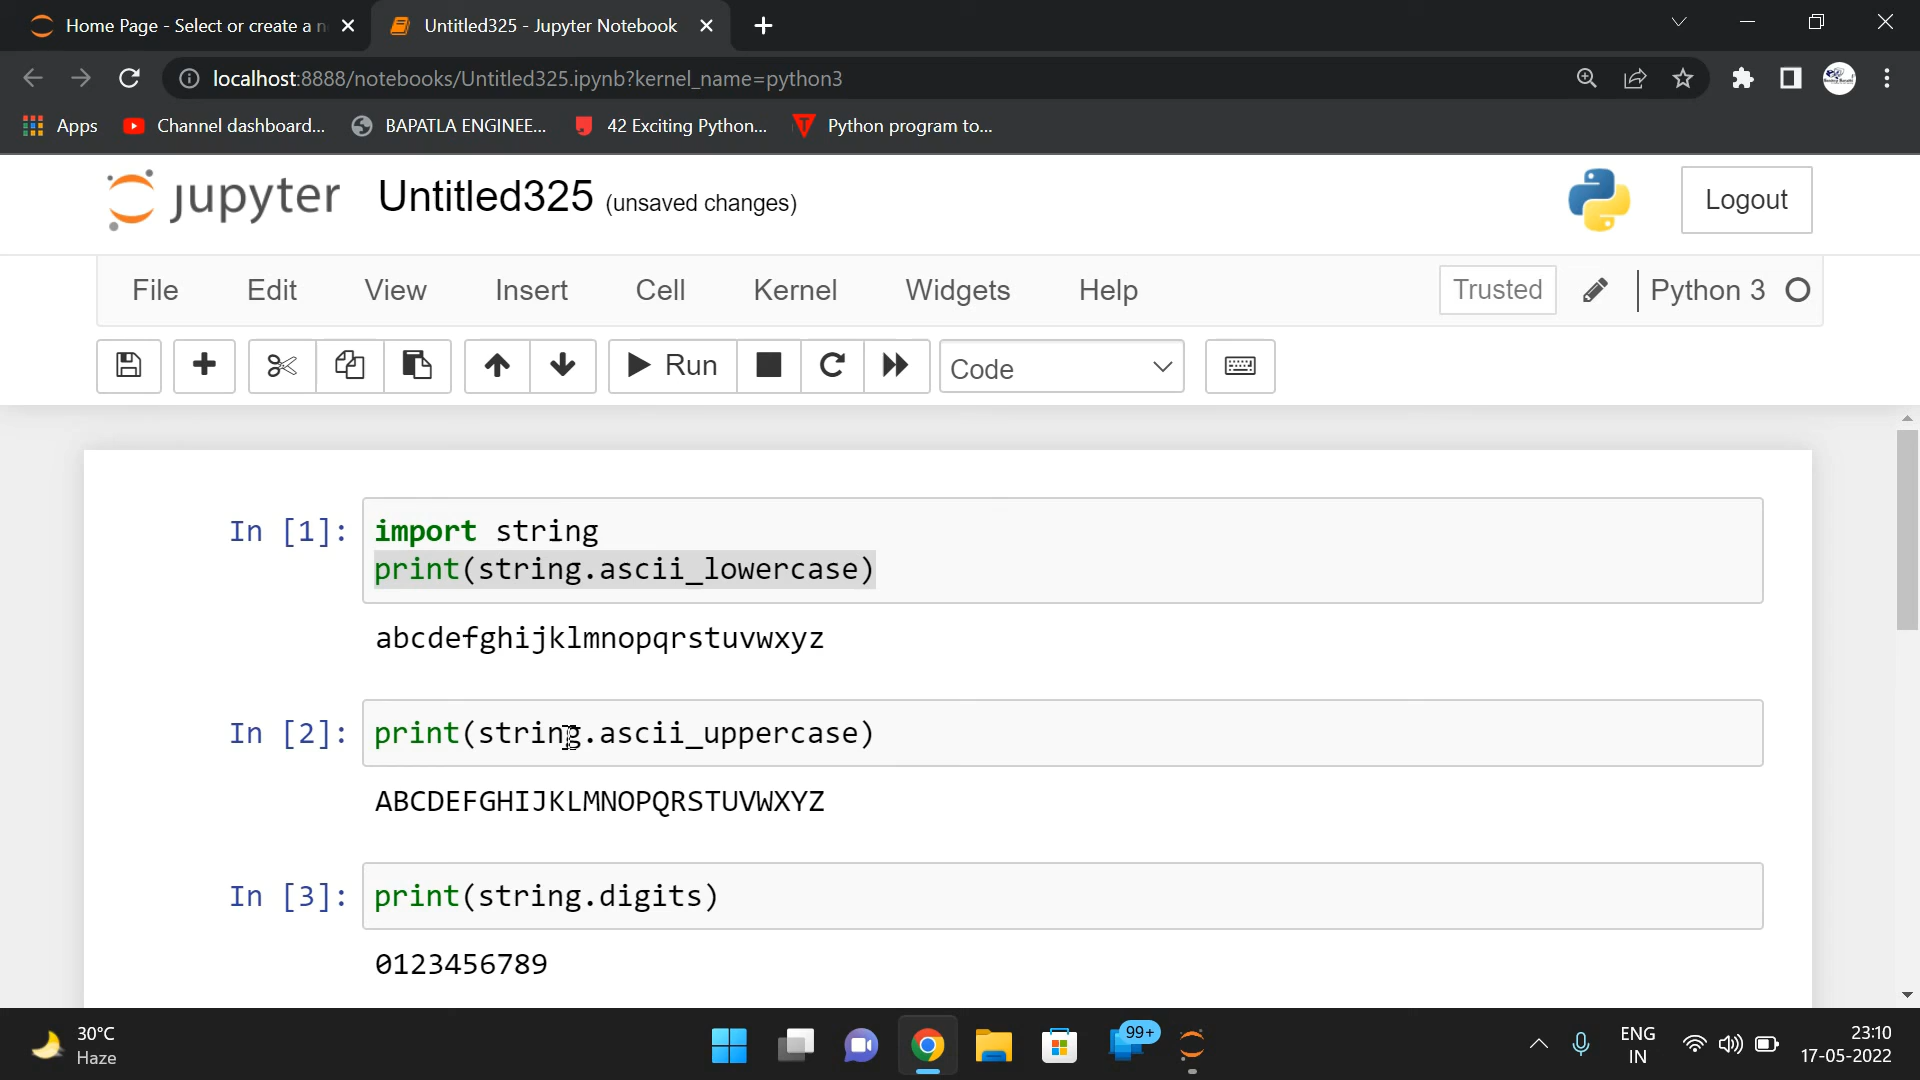 Home Page - Select or create a n
Untitled325 - Jupyter Notebook
localhost:8888/notebooks/Untitled325.ipynb?kernel_name=python3
Apps
Channel dashboard...
BAPATLA ENGINEE...
42 Exciting Python...
Python program to...
jupyter
Untitled325 (unsaved changes)
Logout
File Edit View Insert Cell Kernel Widgets Help
Trusted
Python 3
Run
Code
In [1]: import string
print(string.ascii_lowercase)
abcdefghijklmnopqrstuvwxyz
In [2]: print(string.ascii_uppercase)
ABCDEFGHIJKLMNOPQRSTUVWXYZ
In [3]: print(string.digits)
0123456789
30°C
Haze
99+
ENG
IN
23:10
17-05-2022